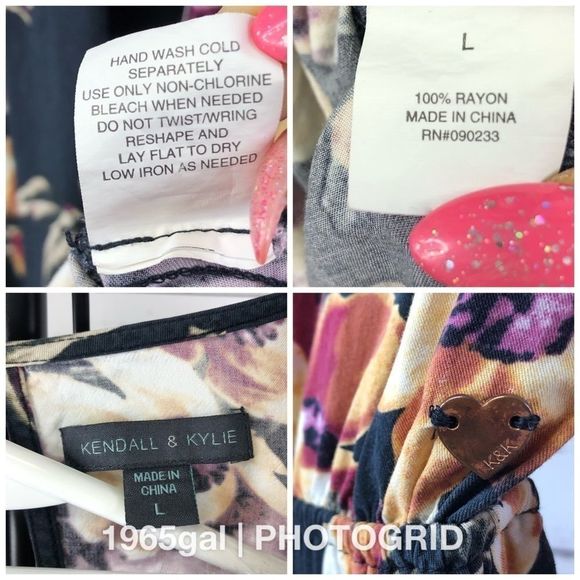 HAND WASH COLD
SEPARATELY
USE ONLY NON-CHLORINE
BLEACH WHEN NEEDED
DO NOT TWIST/WRING
RESHAPE AND
LAY FLAT TO DRY
LOW IRON AS NEEDED
L
100% RAYON
MADE IN CHINA
RN#090233
KENDALL & KYLIE
MADE IN
CHINA
L
K&K
1965gal | PHOTOGRID